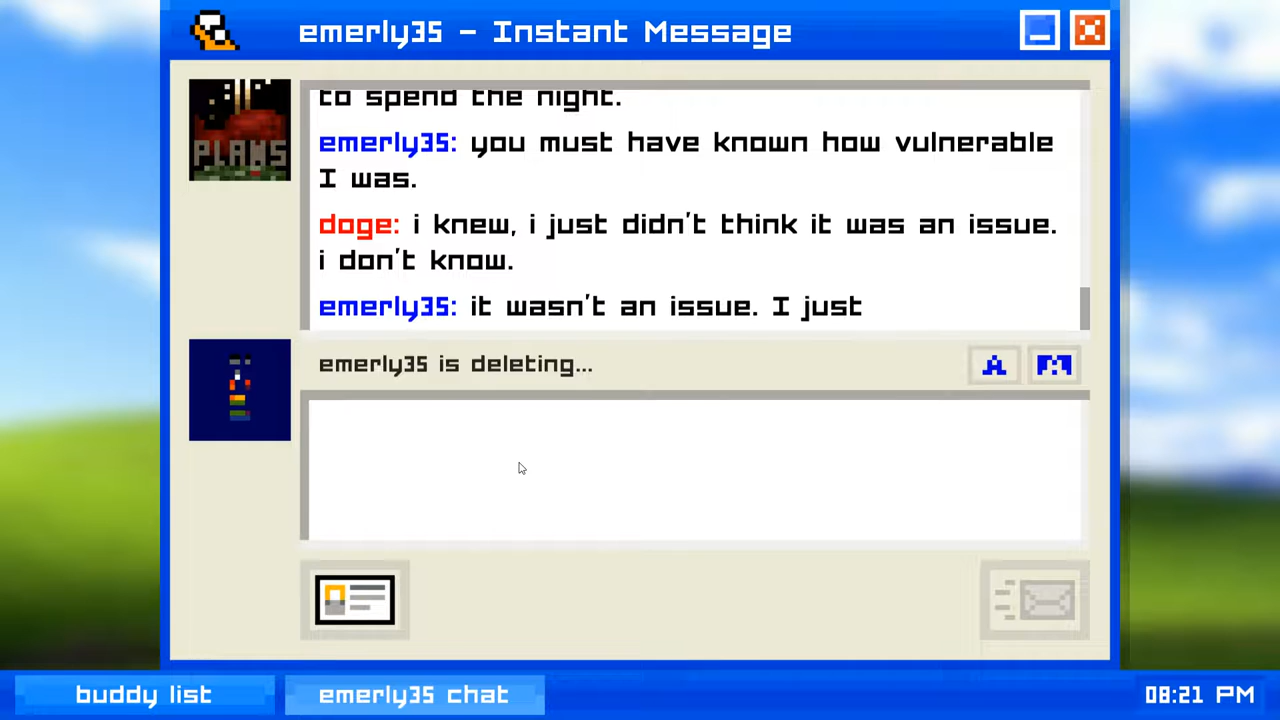 emerly35 - Instant Message
to spend the night.
emerly35: you must have known how vulnerable
I was.
doge: i knew, i just didn't think it was an issue.
i don't know.
emerly35: it wasn't an issue. I just
PLANS
emerly35 is deleting...
A
buddy list
emerly35 chat
08:21 PM